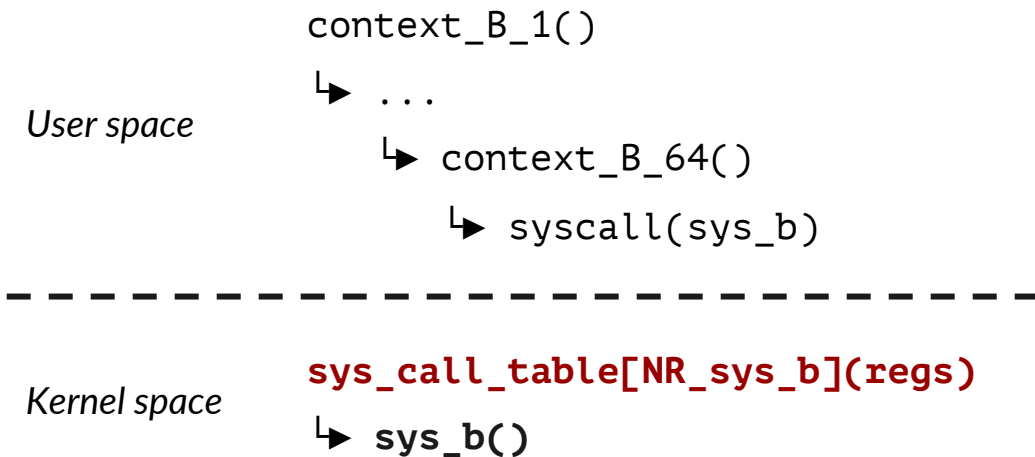 context_B_1()
...
User space
context_B_64()
syscall(sys_b)
sys_call_table[NR_sys_b](regs)
Kernel space
sys_b()